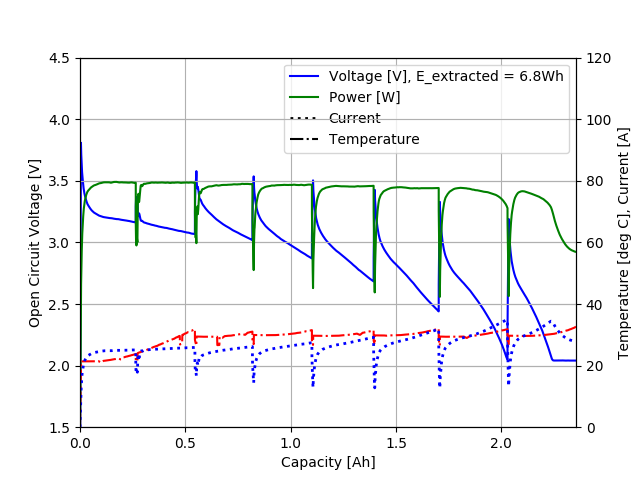 4.5
4.0
3.5
3.0
2.5
2.0
1.5
Open Circuit Voltage [V]
Voltage [V], E_extracted = 6.8Wh
Power [W]
Current
Temperature
120
100
80
60
40
20
0
Temperature [deg C], Current [A]
0.0 0.5 1.0 1.5 2.0
Capacity [Ah]